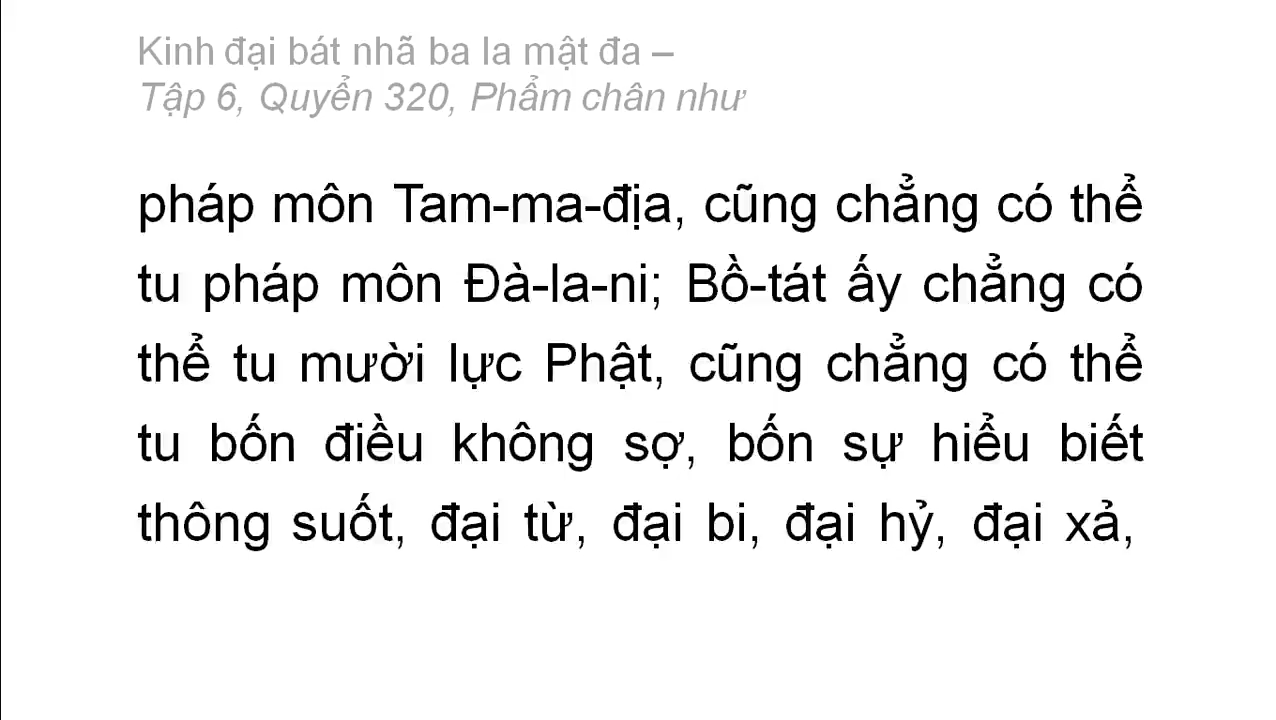 Kinh đại bát nhã ba la mật đa –
Tập 6, Quyển 320, Phẩm chân như
pháp môn Tam-ma-địa, cũng chẳng có thể
tu pháp môn Đà-la-ni; Bồ-tát ấy chẳng có
thể tu mười lực Phật, cũng chẳng có thể
tu bốn điều không sợ, bốn sự hiểu biết
thông suốt, đại từ, đại bi, đại hỷ, đại xả,